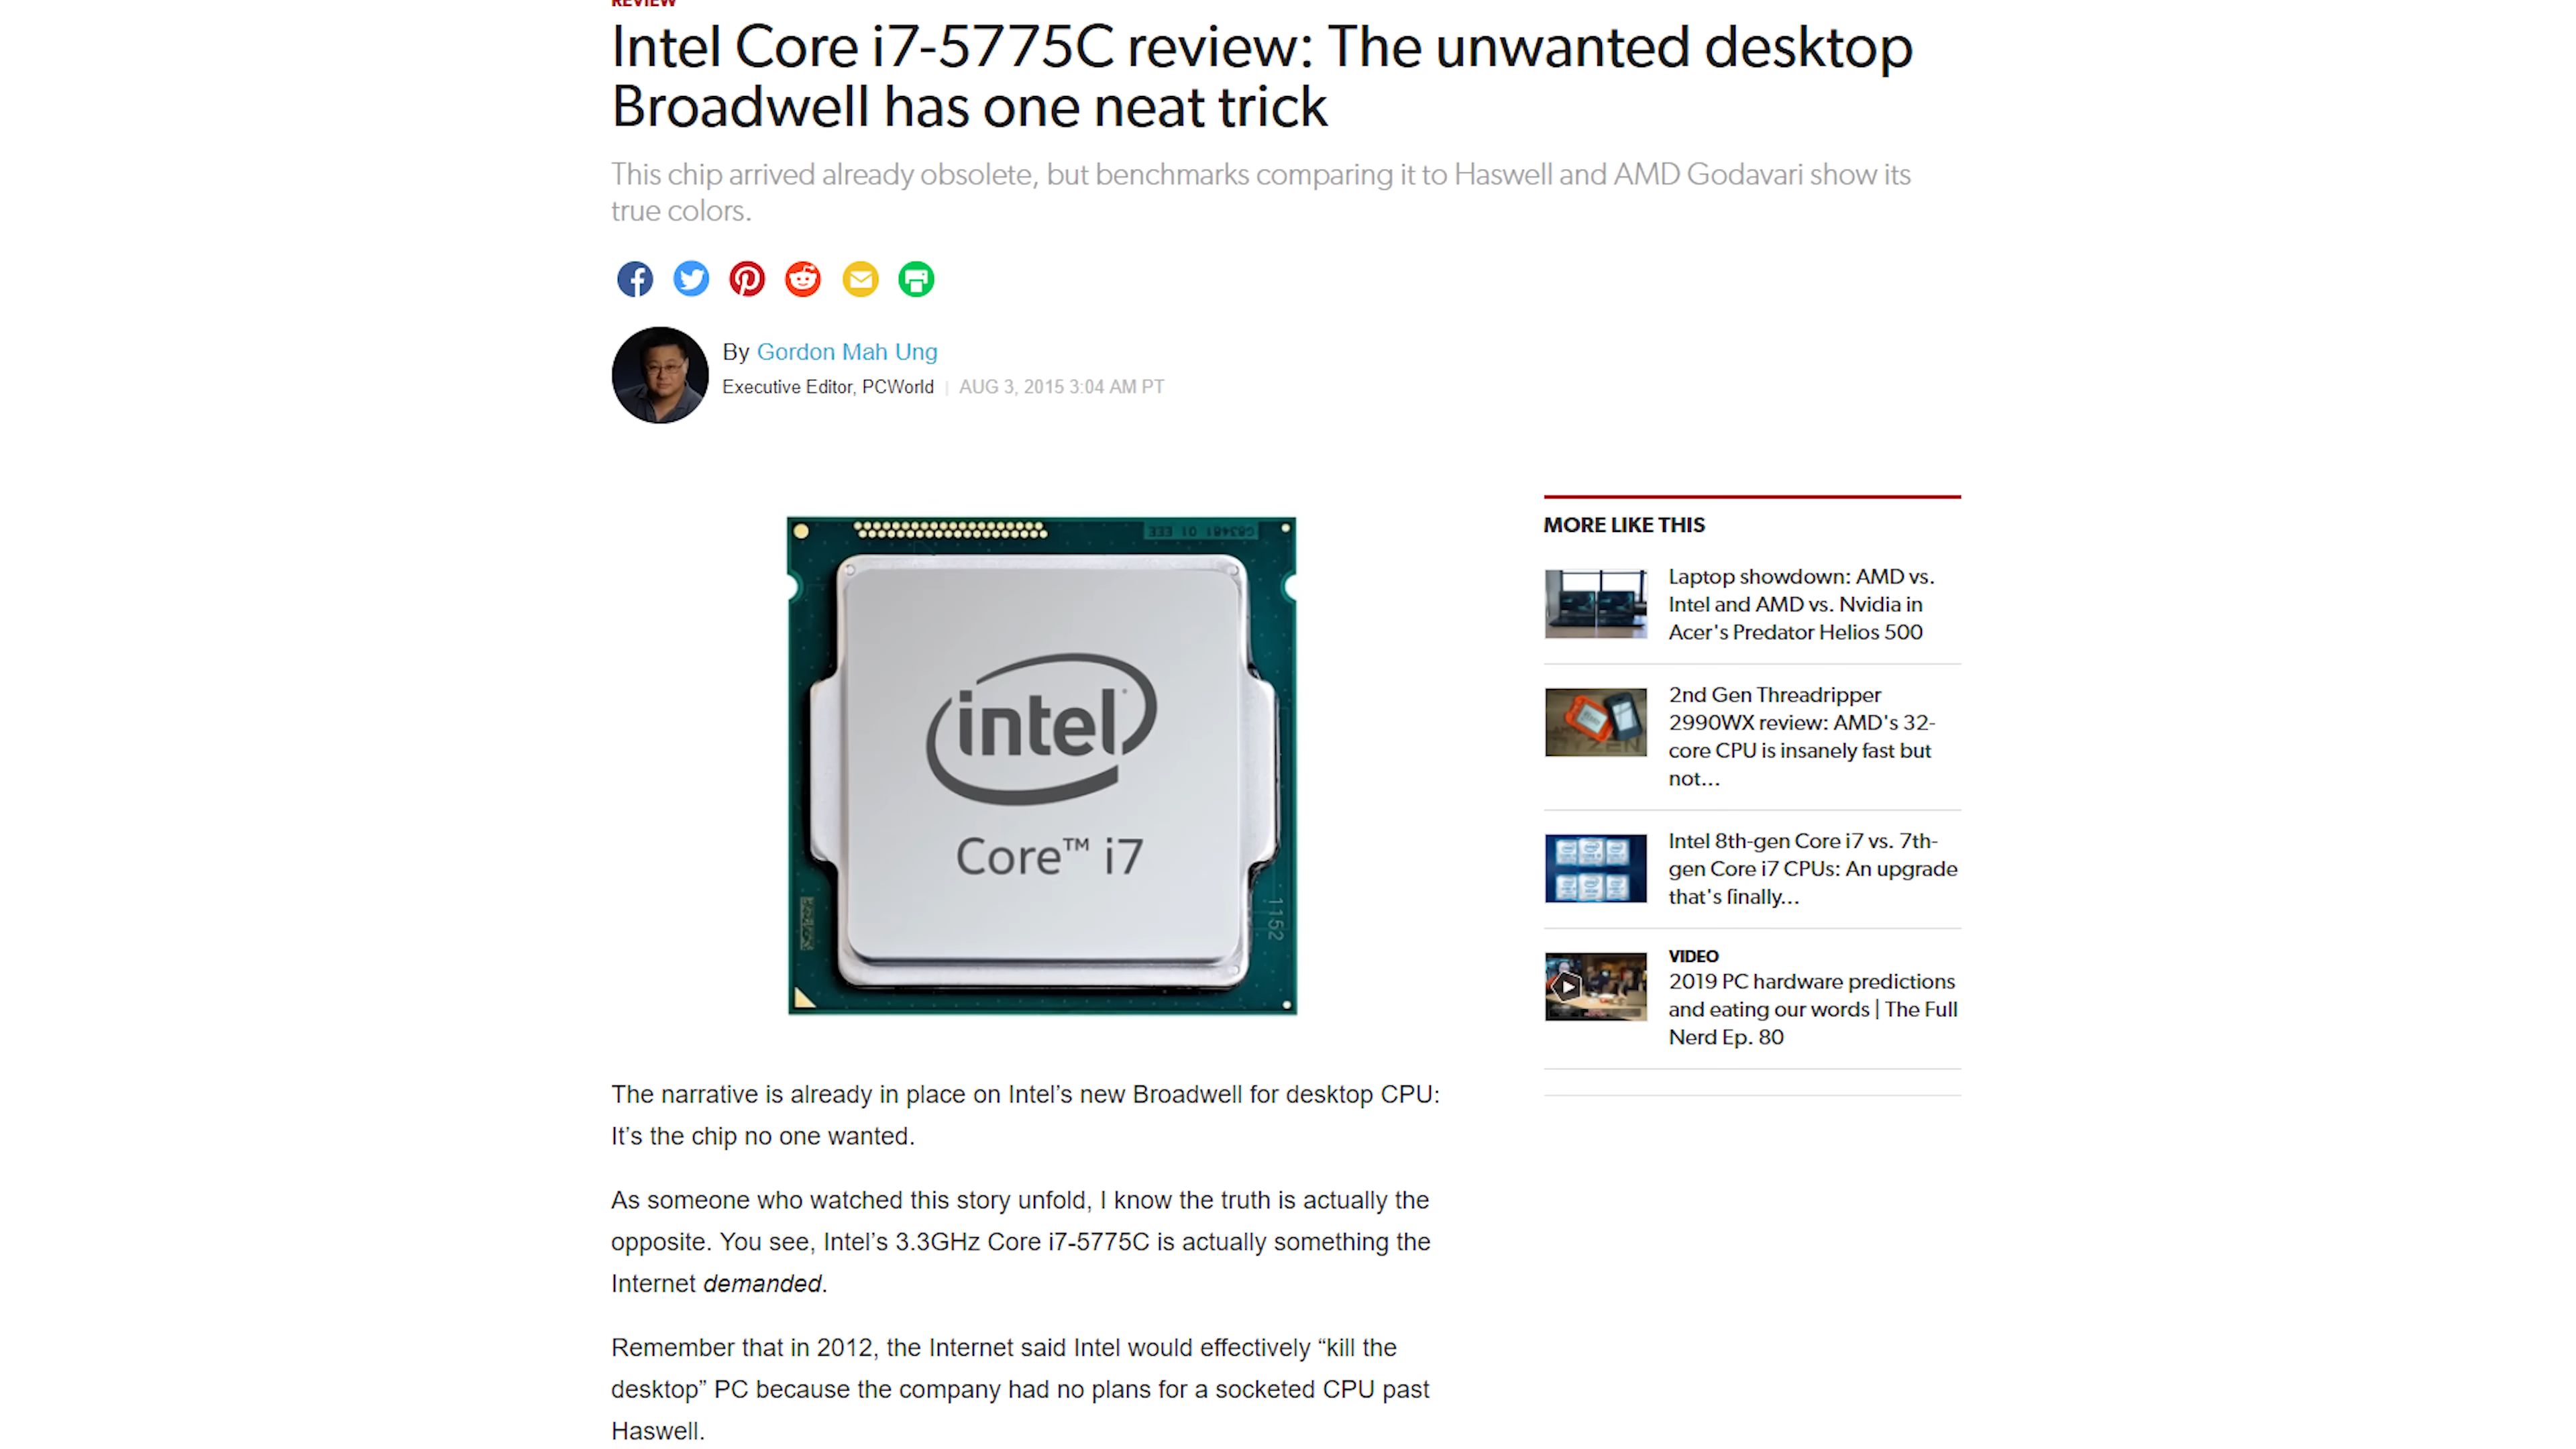 REVIEW
Intel Core i7-5775C review: The unwanted desktop
Broadwell has one neat trick
This chip arrived already obsolete, but benchmarks comparing it to Haswell and AMD Godavari show its
true colors.
By Gordon Mah Ung
Executive Editor, PCWorld | AUG 3, 2015 3:04 AM PT
intel
Core™ i7
1152
MORE LIKE THIS
Laptop showdown: AMD vs.
Intel and AMD vs. Nvidia in
Acer's Predator Helios 500
2nd Gen Threadripper
2990WX review: AMD's 32-
core CPU is insanely fast but
not...
Intel 8th-gen Core i7 vs. 7th-
gen Core i7 CPUs: An upgrade
that's finally...
VIDEO
2019 PC hardware predictions
and eating our words | The Full
Nerd Ep. 80
The narrative is already in place on Intel’s new Broadwell for desktop CPU:
It’s the chip no one wanted.
As someone who watched this story unfold, I know the truth is actually the
opposite. You see, Intel’s 3.3GHz Core i7-5775C is actually something the
Internet demanded.
Remember that in 2012, the Internet said Intel would effectively “kill the
desktop” PC because the company had no plans for a socketed CPU past
Haswell.